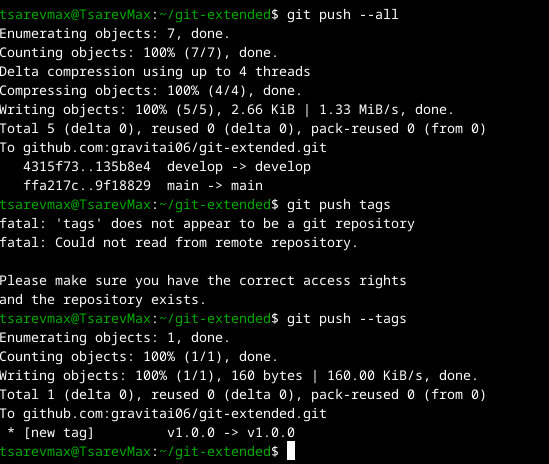 tsarevmax@TsarevMax:~/git-extended$ git push --all
Enumerating objects: 7, done.
Counting objects: 100% (7/7), done.
Delta compression using up to 4 threads
Compressing objects: 100% (4/4), done.
Writing objects: 100% (5/5), 2.66 KiB | 1.33 MiB/s, done.
Total 5 (delta 0), reused 0 (delta 0), pack-reused 0 (from 0)
To github.com:gravitai06/git-extended.git
   4315f73..135b8e4  develop -> develop
   ffa217c..9f18829  main -> main
tsarevmax@TsarevMax:~/git-extended$ git push tags
fatal: 'tags' does not appear to be a git repository
fatal: Could not read from remote repository.

Please make sure you have the correct access rights
and the repository exists.
tsarevmax@TsarevMax:~/git-extended$ git push --tags
Enumerating objects: 1, done.
Counting objects: 100% (1/1), done.
Writing objects: 100% (1/1), 160 bytes | 160.00 KiB/s, done.
Total 1 (delta 0), reused 0 (delta 0), pack-reused 0 (from 0)
To github.com:gravitai06/git-extended.git
 * [new tag]         v1.0.0 -> v1.0.0
tsarevmax@TsarevMax:~/git-extended$